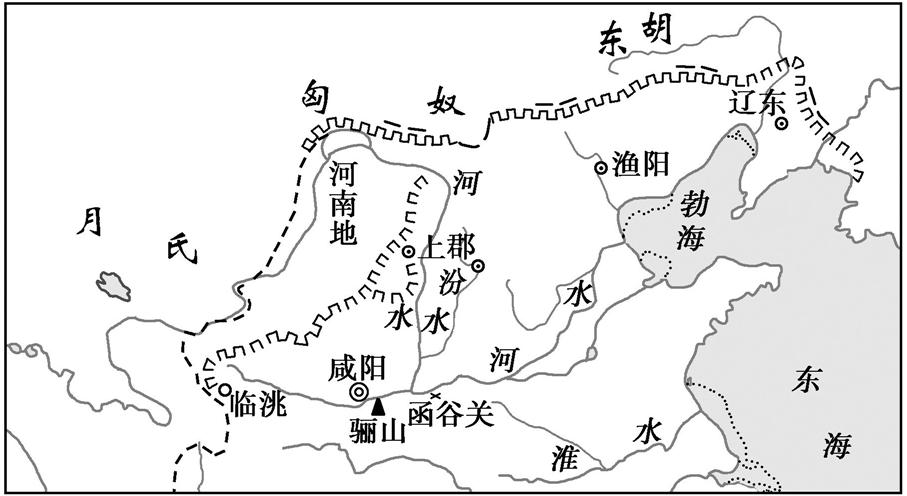 东胡
匈奴
辽东
渔阳
河南地
河
勃海
月氏
上郡
汾水
水
水
河
咸阳
临洮
骊山
函谷关
东海
淮水